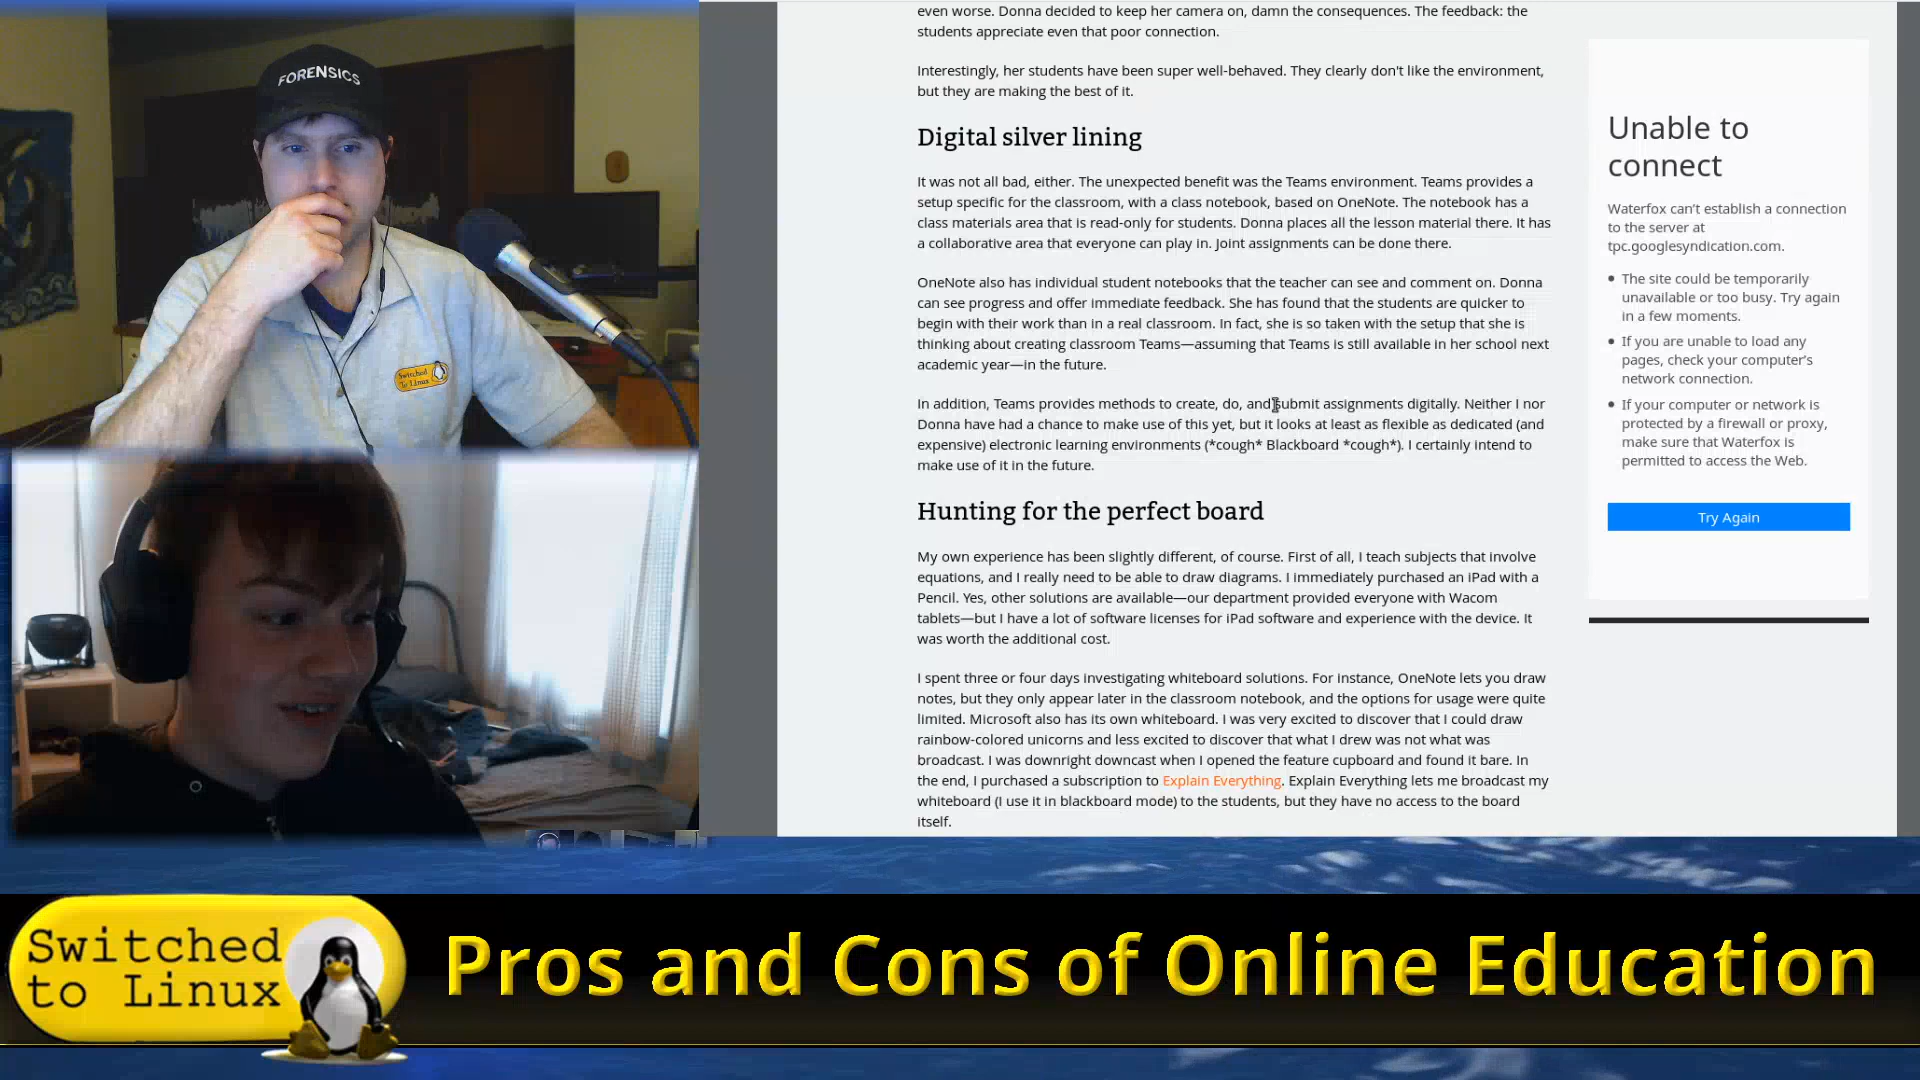 FORENSICS
Switched
To Linux
even worse. Donna decided to keep her camera on, damn the consequences. The feedback: the
students appreciate even that poor connection.
Interestingly, her students have been super well-behaved. They clearly don't like the environment,
but they are making the best of it.
Digital silver lining
It was not all bad, either. The unexpected benefit was the Teams environment. Teams provides a
setup specific for the classroom, with a class notebook, based on OneNote. The notebook has a
class materials area that is read-only for students. Donna places all the lesson material there. It has
a collaborative area that everyone can play in. Joint assignments can be done there.
OneNote also has individual student notebooks that the teacher can see and comment on. Donna
can see progress and offer immediate feedback. She has found that the students are quicker to
begin with their work than in a real classroom. In fact, she is so taken with the setup that she is
thinking about creating classroom Teams—assuming that Teams is still available in her school next
academic year—in the future.
In addition, Teams provides methods to create, do, and submit assignments digitally. Neither I nor
Donna have had a chance to make use of this yet, but it looks at least as flexible as dedicated (and
expensive) electronic learning environments (*cough* Blackboard *cough*). I certainly intend to
make use of it in the future.
Hunting for the perfect board
My own experience has been slightly different, of course. First of all, I teach subjects that involve
equations, and I really need to be able to draw diagrams. I immediately purchased an iPad with a
Pencil. Yes, other solutions are available—our department provided everyone with Wacom
tablets—but I have a lot of software licenses for iPad software and experience with the device. It
was worth the additional cost.
I spent three or four days investigating whiteboard solutions. For instance, OneNote lets you draw
notes, but they only appear later in the classroom notebook, and the options for usage were quite
limited. Microsoft also has its own whiteboard. I was very excited to discover that I could draw
rainbow-colored unicorns and less excited to discover that what I drew was not what was
broadcast. I was downright downcast when I opened the feature cupboard and found it bare. In
the end, I purchased a subscription to Explain Everything. Explain Everything lets me broadcast my
whiteboard (I use it in blackboard mode) to the students, but they have no access to the board
itself.
Unable to
connect
Waterfox can't establish a connection
to the server at
tpc.googlesyndication.com.
The site could be temporarily
unavailable or too busy. Try again
in a few moments.
If you are unable to load any
pages, check your computer's
network connection.
If your computer or network is
protected by a firewall or proxy,
make sure that Waterfox is
permitted to access the Web.
Try Again
Switched
to Linux
Pros and Cons of Online Education